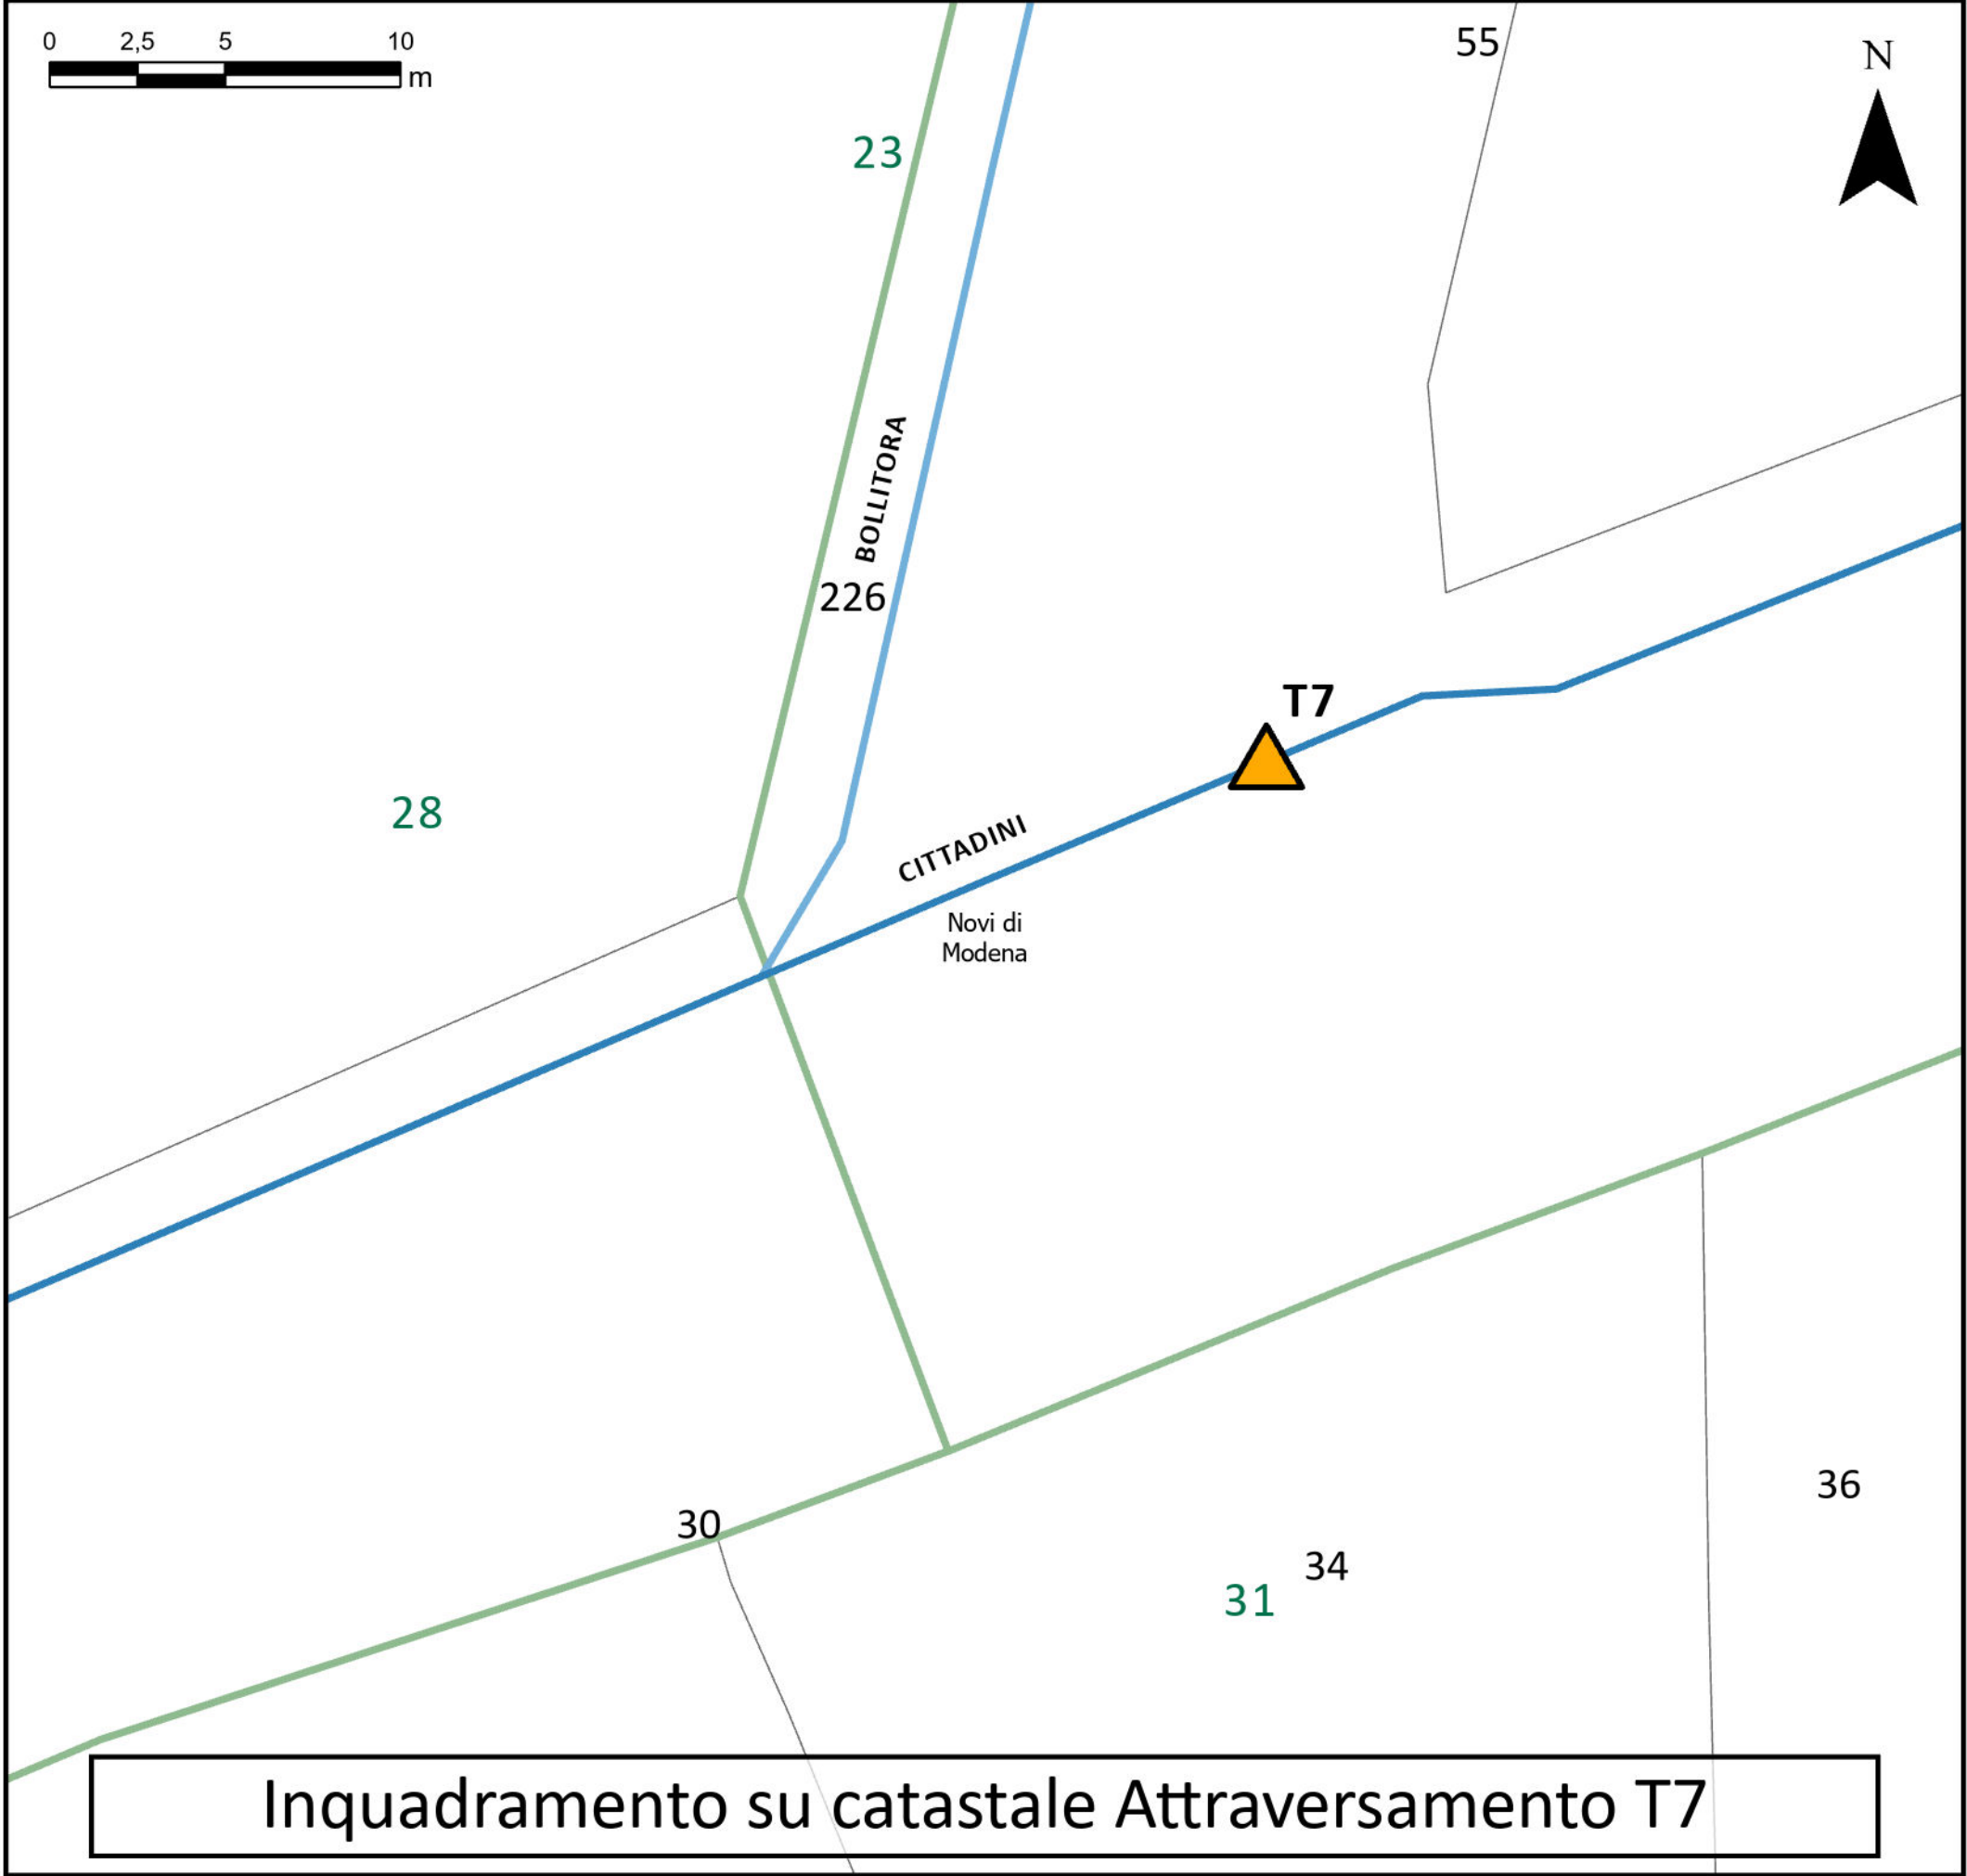 0 2,5 5 10
m
55
N
23
BOLLITORA
226
T7
28
CITTADINI
Novi di
Modena
36
30
34
31
Inquadramento su catastale Attraversamento T7